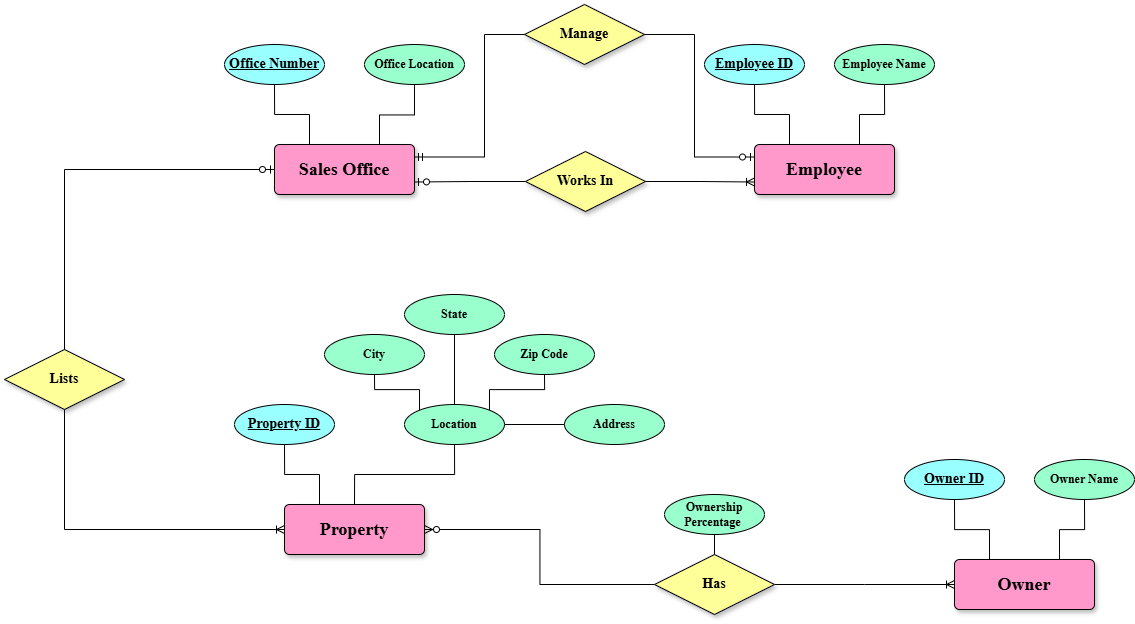 Manage
Office Number
Office Location
Employee ID
Employee Name
Sales Office
Employee
Works In
State
City
Zip Code
Lists
Property ID
Location
Address
Owner ID
Owner Name
Ownership
Percentage
Property
Has
Owner